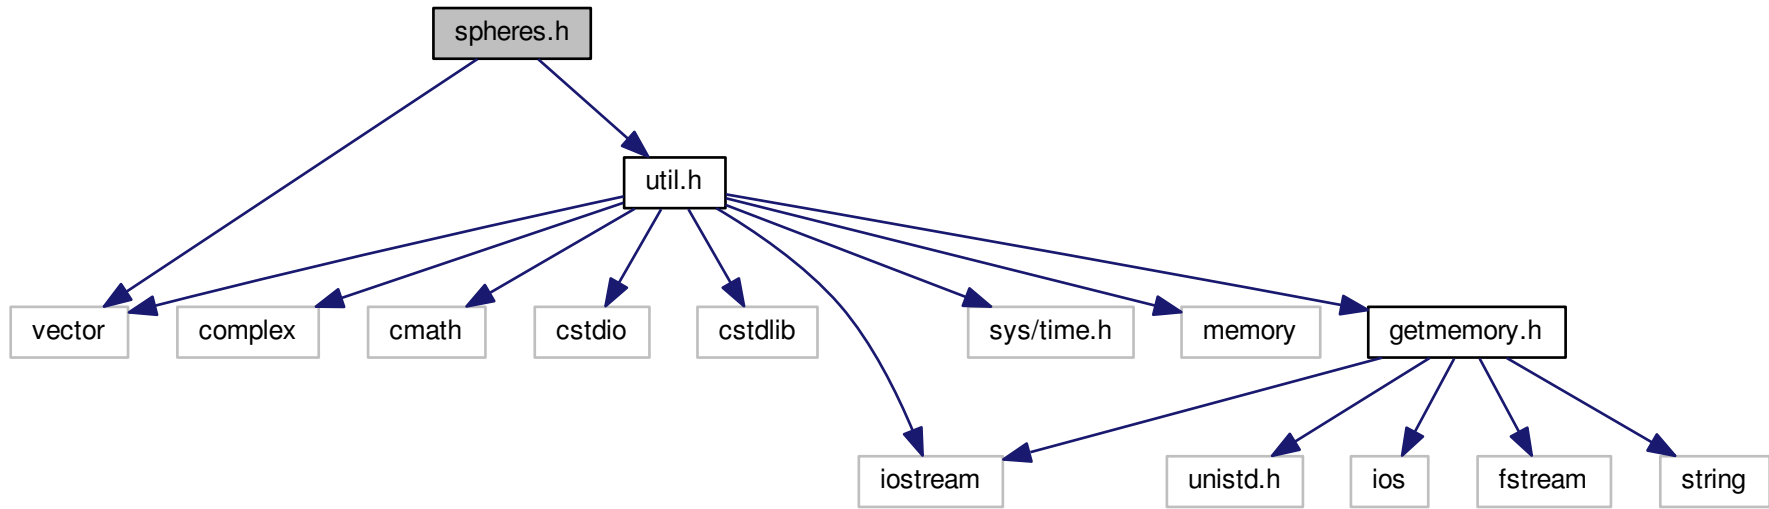 spheres.h
util.h
vector
complex
cmath
cstdio
cstdlib
sys/time.h
memory
getmemory.h
iostream
unistd.h
ios
fstream
string